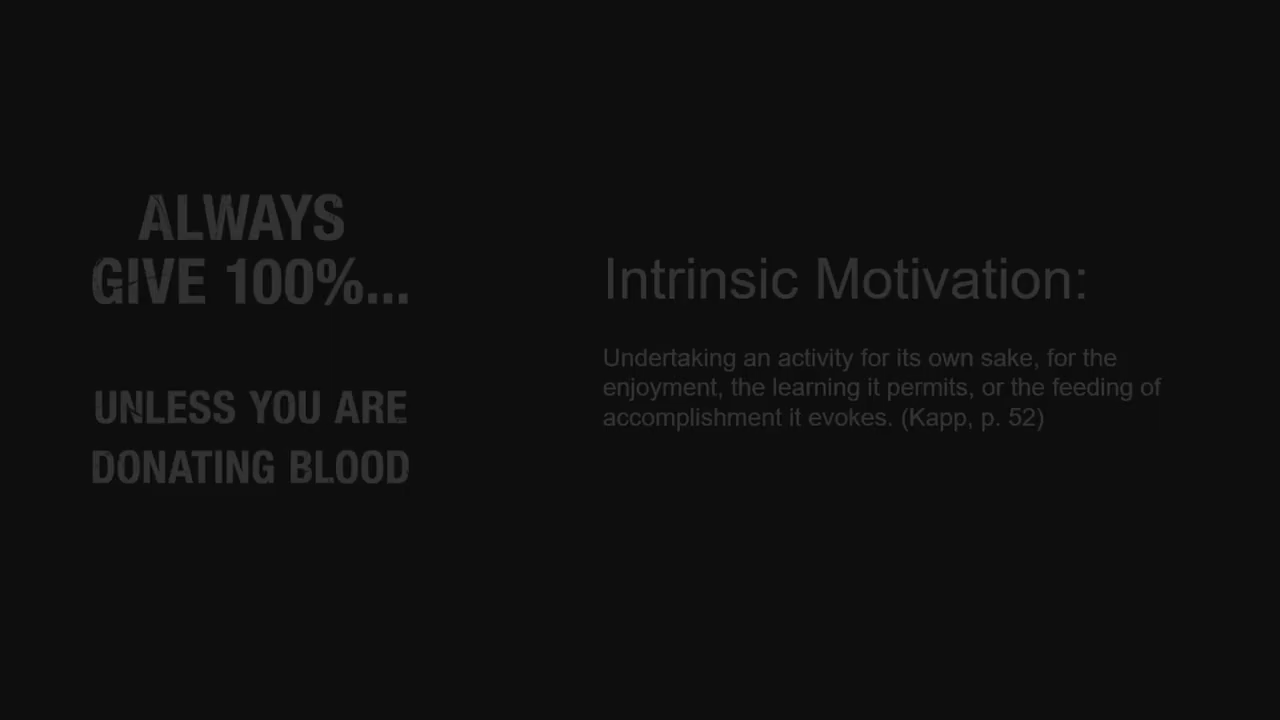 ALWAYS
GIVE 100%...
UNLESS YOU ARE
DONATING BLOOD
Intrinsic Motivation:
Undertaking an activity for its own sake, for the
enjoyment, the learning it permits, or the feeding of
accomplishment it evokes. (Kapp, p. 52)